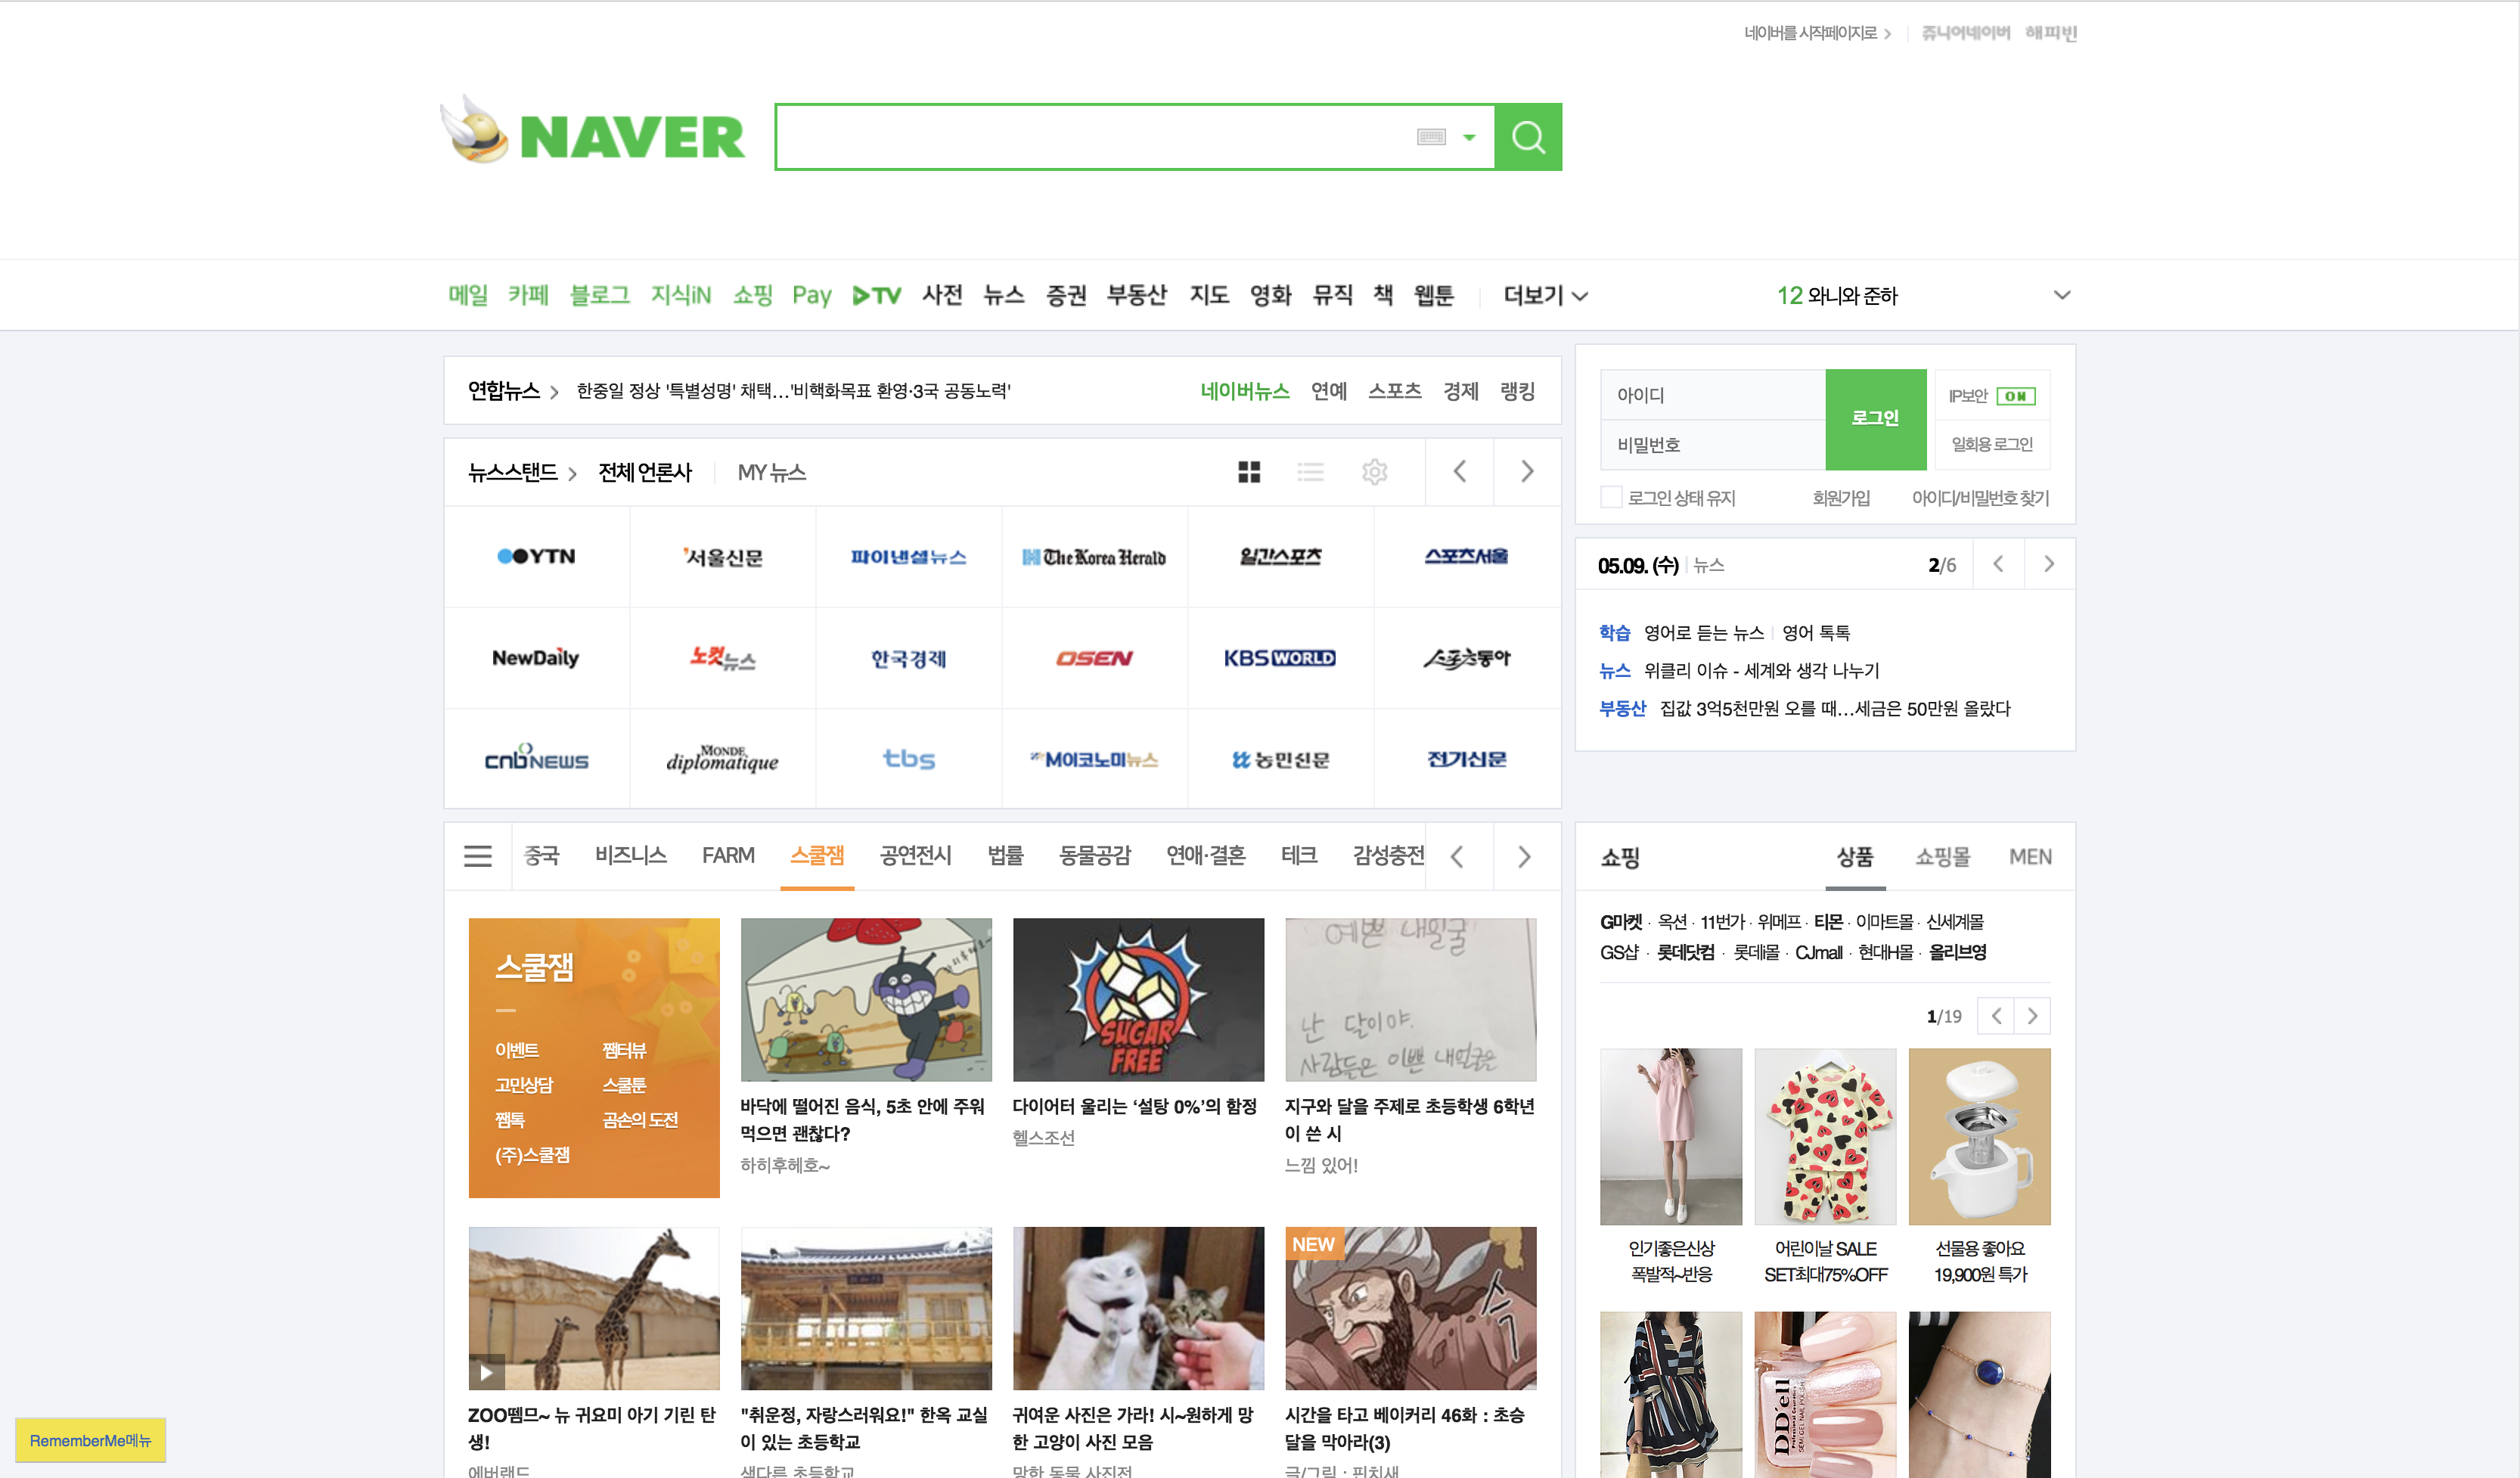 네이버를 시작페이지로
쥬니어네이버 해피빈
NAVER
메일 카페 블로그 지식iN 쇼핑 Pay TV 사전 뉴스 증권 부동산 지도 영화 뮤직 책 웹툰 더보기
12 와니와 준하
연합뉴스 한중일 정상 '특별성명' 채택…'비핵화목표 환영·3국 공동노력'
네이버뉴스 연예 스포츠 경제 랭킹
뉴스스탠드 전체 언론사 MY 뉴스
YTN 서울신문 파이낸셜뉴스 The Korea Herald 일간스포츠 스포츠서울
NewDaily 노컷뉴스 한국경제 OSEN KBS WORLD 스포츠동아
cnbNEWS MONDE diplomatique tbs M이코노미뉴스 농민신문 전기신문
아이디
비밀번호
로그인
IP보안 ON
일회용 로그인
로그인 상태 유지 회원가입 아이디/비밀번호 찾기
05.09. (수) 뉴스 2/6
학습 영어로 듣는 뉴스 영어 톡톡
뉴스 위클리 이슈 - 세계와 생각 나누기
부동산 집값 3억5천만원 오를 때…세금은 50만원 올랐다
중국 비즈니스 FARM 스쿨잼 공연전시 법률 동물공감 연애·결혼 테크 감성충전
스쿨잼
이벤트 쨈터뷰
고민상담 스쿨툰
쨈톡 곰손의 도전
(주)스쿨잼
SUGAR
FREE
예쁜 내얼굴
난 달이야.
사람들은 이쁜 내얼굴은
바닥에 떨어진 음식, 5초 안에 주워
먹으면 괜찮다?
하히후헤호~
다이어터 울리는 ‘설탕 0%’의 함정
헬스조선
지구와 달을 주제로 초등학생 6학년
이 쓴 시
느낌 있어!
NEW
스
ZOO뗌므~ 뉴 귀요미 아기 기린 탄
생!
에버랜드
"취운정, 자랑스러워요!" 한옥 교실
이 있는 초등학교
색다른 초등학교
귀여운 사진은 가라! 시~원하게 망
한 고양이 사진 모음
망한 동물 사진전
시간을 타고 베이커리 46화 : 초승
달을 막아라(3)
글/그림 : 핀치새
쇼핑 상품 쇼핑몰 MEN
G마켓 · 옥션 · 11번가 · 위메프 · 티몬 · 이마트몰 · 신세계몰
GS샵 · 롯데닷컴 · 롯데i몰 · CJmall · 현대H몰 · 올리브영
1/19
인기좋은신상
폭발적~반응
어린이날 SALE
SET최대75%OFF
선물용 좋아요
19,900원 특가
DD'ell
RememberMe메뉴